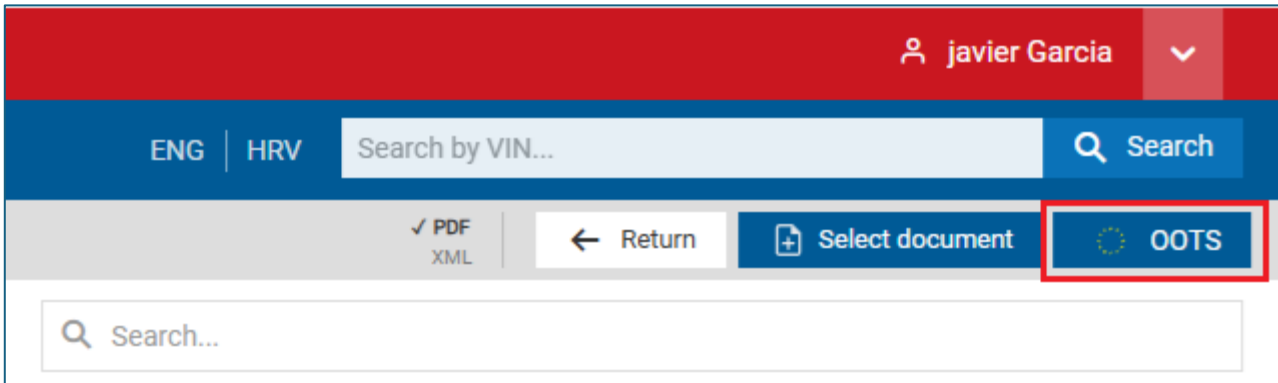 javier Garcia
ENG HRV Search by VIN... Search
✓ PDF
XML
Return Select document OOTS
Search...